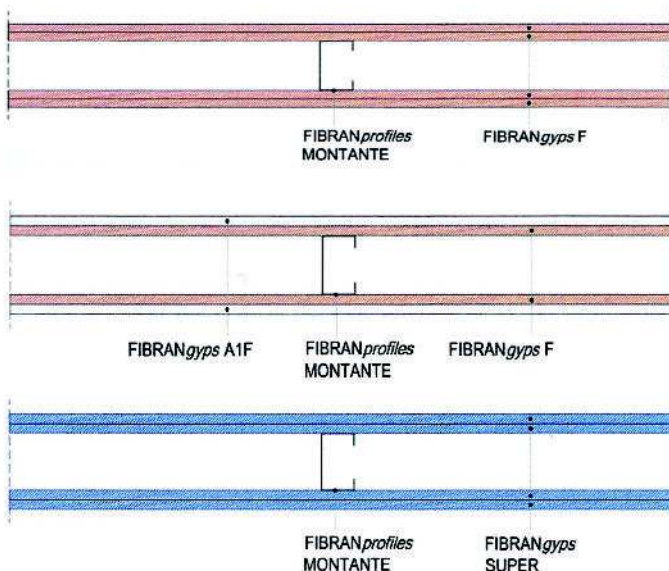 FIBRANprofiles
MONTANTE
FIBRANgyps F
FIBRANgyps A1F
FIBRANprofiles
MONTANTE
FIBRANgyps F
FIBRANprofiles
MONTANTE
FIBRANgyps
SUPER